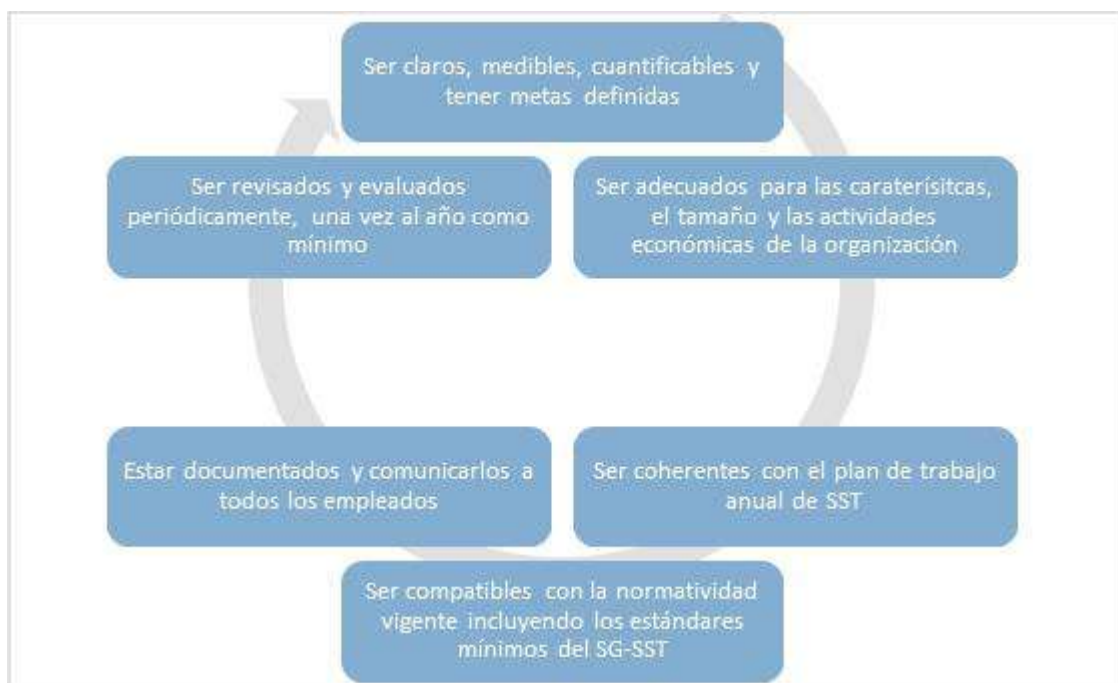 Ser claros, medibles, cuantificables y
tener metas definidas
Ser adecuados para las caraterísitcas,
el tamaño y las actividades
económicas de la organización
Ser coherentes con el plan de trabajo
anual de SST
Ser compatibles con la normatividad
vigente incluyendo los estándares
mínimos del SG-SST
Estar documentados y comunicarlos a
todos los empleados
Ser revisados y evaluados
periódicamente, una vez al año como
mínimo